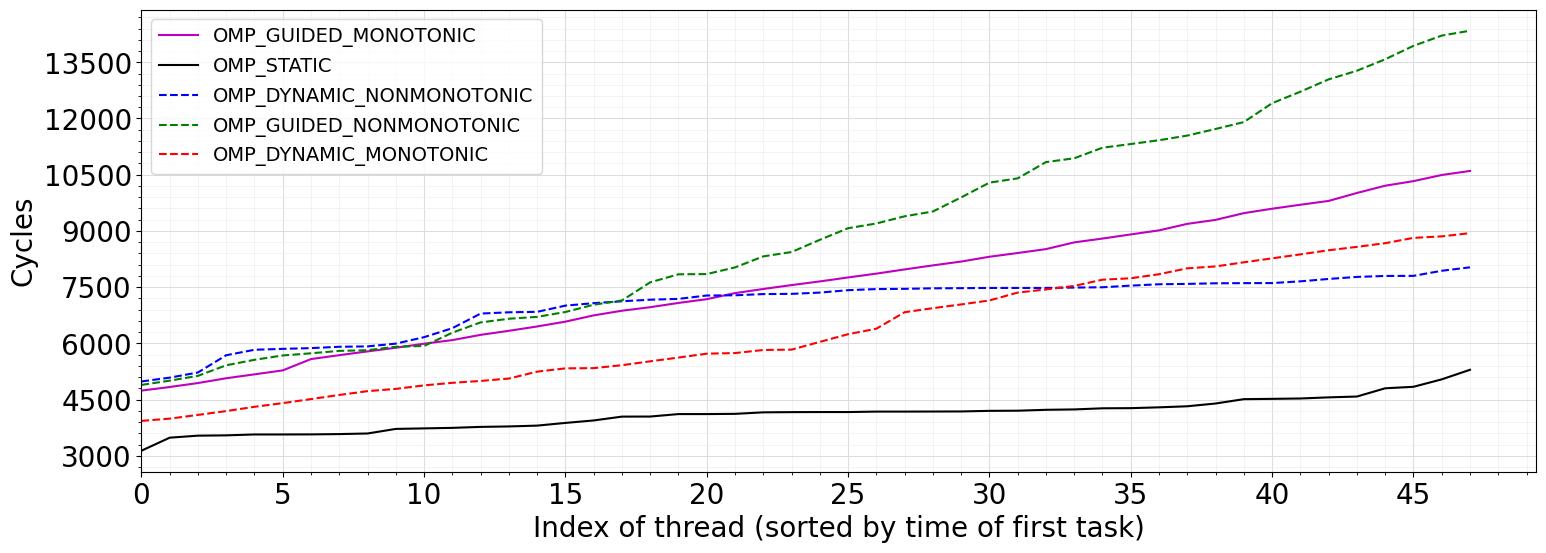 OMP_GUIDED_MONOTONIC
OMP_STATIC
OMP_DYNAMIC_NONMONOTONIC
OMP_GUIDED_NONMONOTONIC
OMP_DYNAMIC_MONOTONIC
13500
12000
10500
9000
7500
6000
4500
3000
Cycles
0 5 10 15 20 25 30 35 40 45
Index of thread (sorted by time of first task)